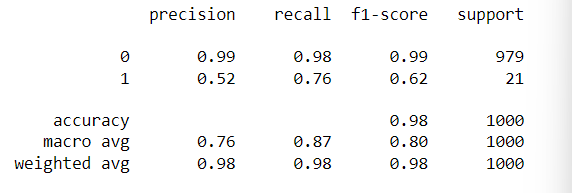 precision recall f1-score support
0 0.99 0.98 0.99 979
1 0.52 0.76 0.62 21
accuracy 0.98 1000
macro avg 0.76 0.87 0.80 1000
weighted avg 0.98 0.98 0.98 1000